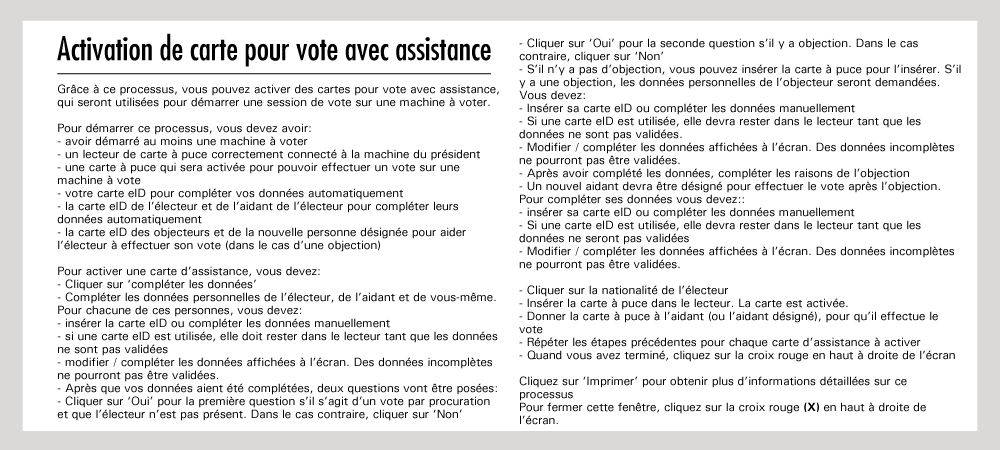 Activation de carte pour vote avec assistance
Grâce à ce processus, vous pouvez activer des cartes pour vote avec assistance,
qui seront utilisées pour démarrer une session de vote sur une machine à voter.
Pour démarrer ce processus, vous devez avoir:
- avoir démarré au moins une machine à voter
- un lecteur de carte à puce correctement connecté à la machine du président
- une carte à puce qui sera activée pour pouvoir effectuer un vote sur une
machine à vote
- votre carte eID pour compléter vos données automatiquement
- la carte eID de l'électeur et de l'aidant de l'électeur pour compléter leurs
données automatiquement
- la carte eID des objecteurs et de la nouvelle personne désignée pour aider
l'électeur à effectuer son vote (dans le cas d'une objection)
Pour activer une carte d'assistance, vous devez:
- Cliquer sur 'compléter les données'
- Compléter les données personnelles de l'électeur, de l'aidant et de vous-même.
Pour chacune de ces personnes, vous devez:
- insérer la carte eID ou compléter les données manuellement
- si une carte eID est utilisée, elle doit rester dans le lecteur tant que les données
ne sont pas validées
- modifier / compléter les données affichées à l'écran. Des données incomplètes
ne pourront pas être validées.
- Après que vos données aient été complétées, deux questions vont être posées:
- Cliquer sur 'Oui' pour la première question s'il s'agit d'un vote par procuration
et que l'électeur n'est pas présent. Dans le cas contraire, cliquer sur 'Non'
- Cliquer sur 'Oui' pour la seconde question s'il y a objection. Dans le cas
contraire, cliquer sur 'Non'
- S'il n'y a pas d'objection, vous pouvez insérer la carte à puce pour l'insérer. S'il
y a une objection, les données personnelles de l'objecteur seront demandées.
Vous devez:
- Insérer sa carte eID ou compléter les données manuellement
- Si une carte eID est utilisée, elle devra rester dans le lecteur tant que les
données ne sont pas validées.
- Modifier / compléter les données affichées à l'écran. Des données incomplètes
ne pourront pas être validées.
- Après avoir complété les données, compléter les raisons de l'objection
- Un nouvel aidant devra être désigné pour effectuer le vote après l'objection.
Pour compléter ses données vous devez::
- insérer sa carte eID ou compléter les données manuellement
- Si une carte eID est utilisée, elle devra rester dans le lecteur tant que les
données ne seront pas validées
- Modifier / compléter les données affichées à l'écran. Des données incomplètes
ne pourront pas être validées.
- Cliquer sur la nationalité de l'électeur
- Insérer la carte à puce dans le lecteur. La carte est activée.
- Donner la carte à puce à l'aidant (ou l'aidant désigné), pour qu'il effectue le
vote
- Répéter les étapes précédentes pour chaque carte d'assistance à activer
- Quand vous avez terminé, cliquez sur la croix rouge en haut à droite de l'écran
Cliquez sur 'Imprimer' pour obtenir plus d'informations détaillées sur ce
processus
Pour fermer cette fenêtre, cliquez sur la croix rouge (X) en haut à droite de
l'écran.